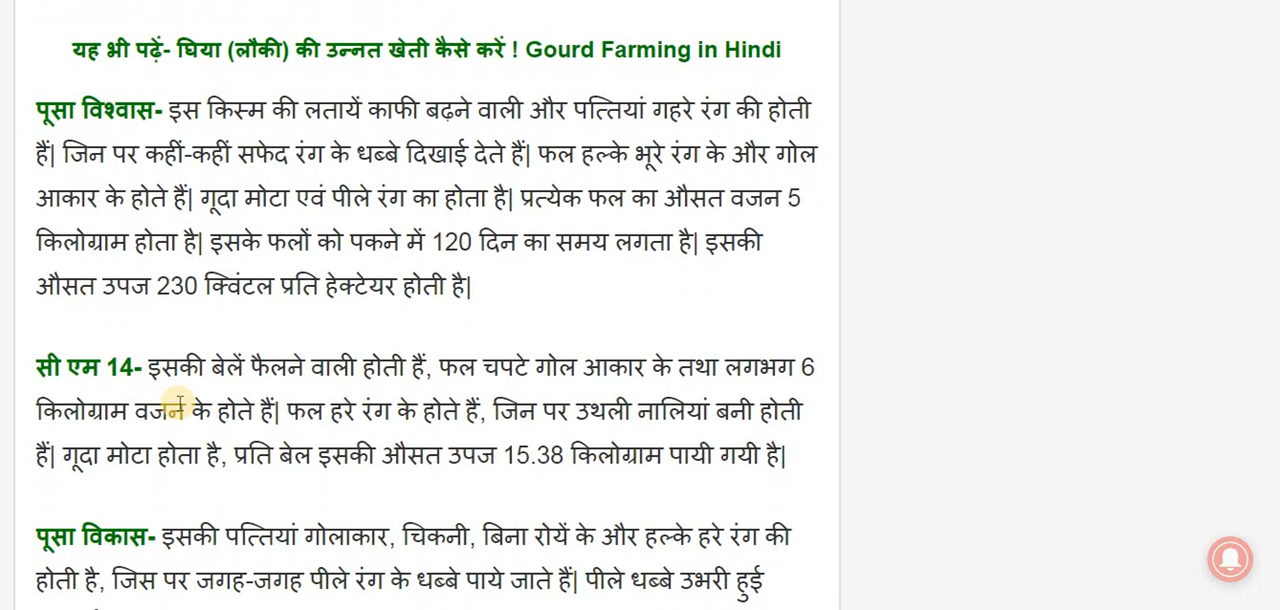 यह भी पढ़ें- घिया (लौकी) की उन्नत खेती कैसे करें ! Gourd Farming in Hindi
पूसा विश्वास- इस किस्म की लतायें काफी बढ़ने वाली और पत्तियां गहरे रंग की होती
हैं| जिन पर कहीं-कहीं सफेद रंग के धब्बे दिखाई देते हैं| फल हल्के भूरे रंग के और गोल
आकार के होते हैं| गूदा मोटा एवं पीले रंग का होता है| प्रत्येक फल का औसत वजन 5
किलोग्राम होता है| इसके फलों को पकने में 120 दिन का समय लगता है| इसकी
औसत उपज 230 क्विंटल प्रति हेक्टेयर होती है|
सी एम 14- इसकी बेलें फैलने वाली होती हैं, फल चपटे गोल आकार के तथा लगभग 6
किलोग्राम वजन के होते हैं| फल हरे रंग के होते हैं, जिन पर उथली नालियां बनी होती
हैं| गूदा मोटा होता है, प्रति बेल इसकी औसत उपज 15.38 किलोग्राम पायी गयी है|
पूसा विकास- इसकी पत्तियां गोलाकार, चिकनी, बिना रोयें के और हल्के हरे रंग की
होती है, जिस पर जगह-जगह पीले रंग के धब्बे पाये जाते हैं| पीले धब्बे उभरी हुई